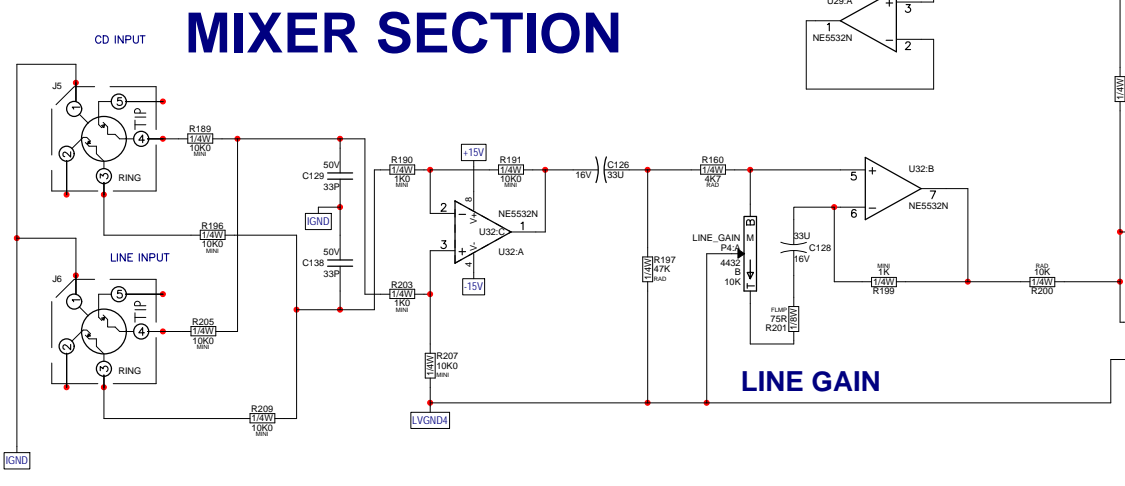 MIXER SECTION
CD INPUT
U29:A
+
3
1
NE5532N
2
−
1/4W
J5
1
5
TIP
4
2
3
RING
R189
1/4W
10K0
MINI
R196
1/4W
10K0
MINI
LINE INPUT
J6
1
5
TIP
4
2
3
RING
R205
1/4W
10K0
MINI
R209
1/4W
10K0
MINI
IGND
50V
C129
33P
IGND
50V
C138
33P
R190
1/4W
1K0
MINI
R203
1/4W
1K0
MINI
R207
1/4W
10K0
MINI
LVGND4
+15V
8
V+
2
−
NE5532N
U32:C
1
3
+
V-
4
U32:A
-15V
R191
1/4W
10K0
MINI
C126
16V
33U
R197
47K
1/4W
RAD
R160
1/4W
4K7
RAD
LINE_GAIN
P4:A
4432
B
10K
B
M
T
33U
C128
16V
FLMP
75R
R201
1/8W
U32:B
5
+
7
6
−
NE5532N
MINI
1K
1/4W
R199
RAD
10K
1/4W
R200
LINE GAIN